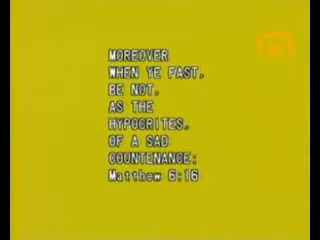 MOREOVER
WHEN YE FAST,
BE NOT,
AS THE
HYPOCRITES,
OF A SAD
COUNTENANCE:
Matthew 6:16